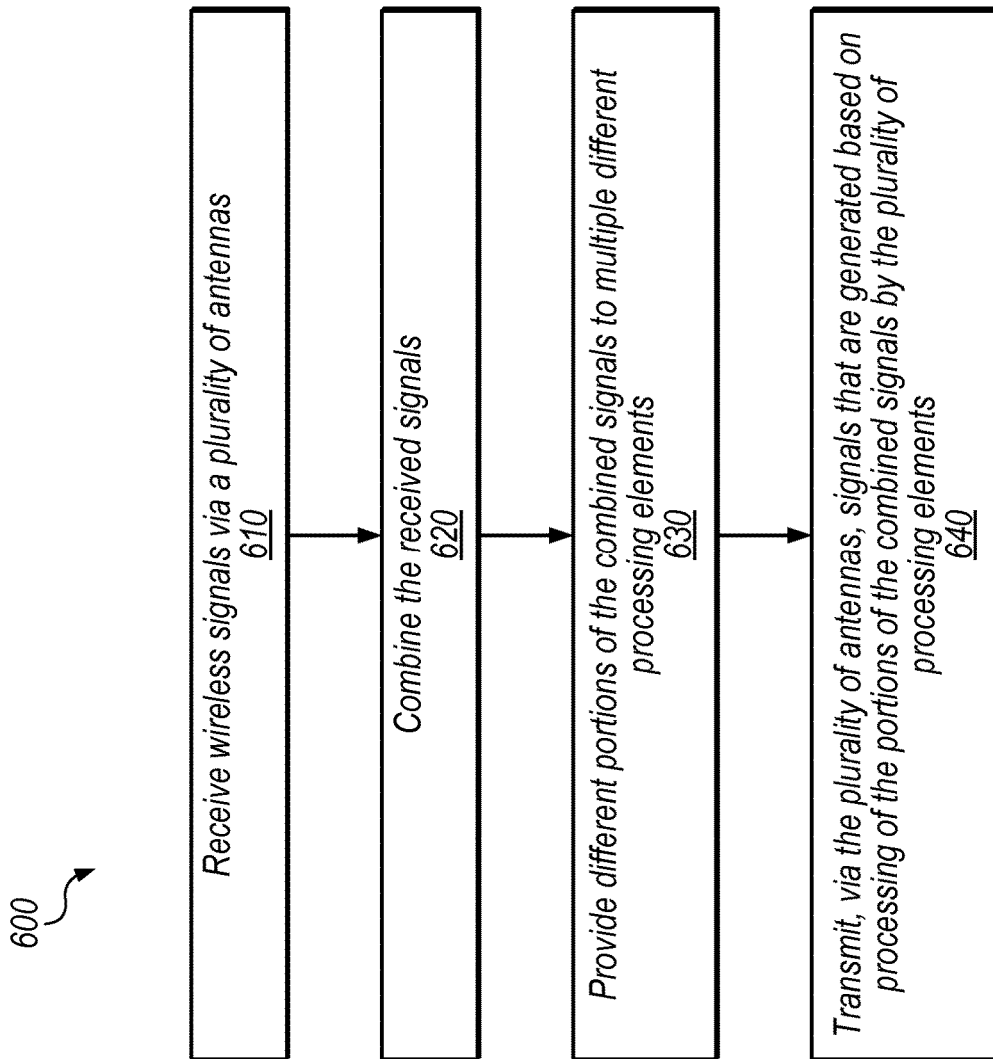 600
Receive wireless signals via a plurality of antennas
610
Combine the received signals
620
Provide different portions of the combined signals to multiple different
processing elements
630
Transmit, via the plurality of antennas, signals that are generated based on
processing of the portions of the combined signals by the plurality of
processing elements
640